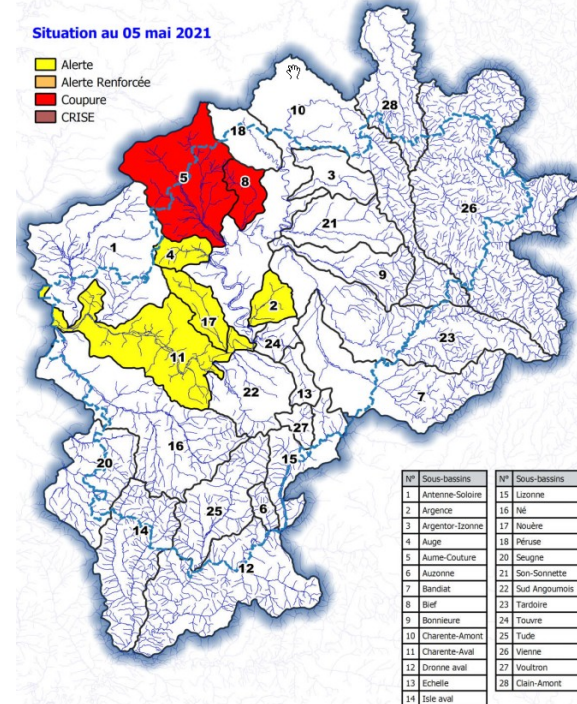 Situation au 05 mai 2021
Alerte
Alerte Renforcée
Coupure
CRISE
28
10
18
3
5
8
26
21
1
4
9
2
17
23
24
11
7
22
13
27
16
15
20
25
6
14
12
N° Sous-bassins
1 Antenne-Soloire
2 Argence
3 Argentor-Izonne
4 Auge
5 Aume-Couture
6 Auzonne
7 Bandiat
8 Bief
9 Bonnieure
10 Charente-Amont
11 Charente-Aval
12 Dronne aval
13 Echelle
14 Isle aval
N° Sous-bassins
15 Lizonne
16 Né
17 Nouère
18 Péruse
20 Seugne
21 Son-Sonnette
22 Sud Angoumois
23 Tardoire
24 Touvre
25 Tude
26 Vienne
27 Voultron
28 Clain-Amont